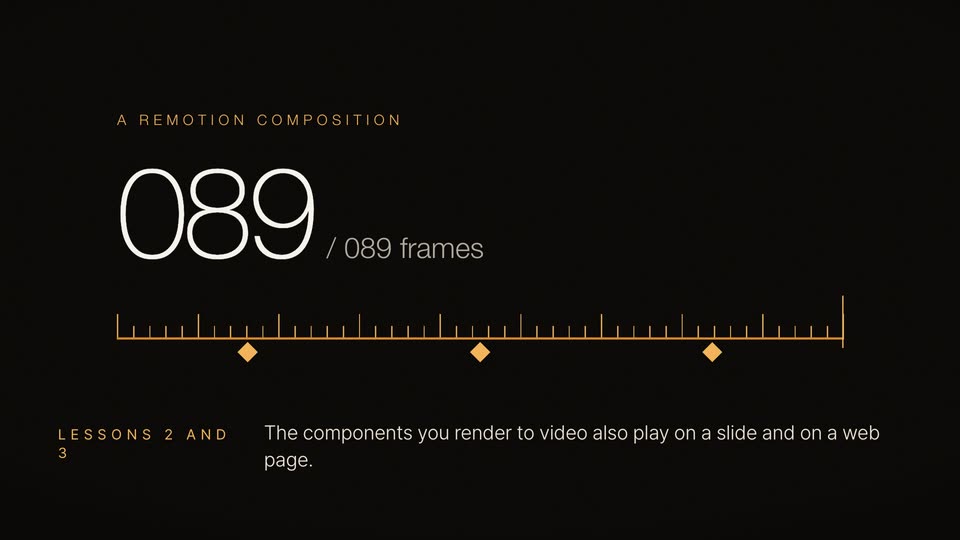 A REMOTION COMPOSITION
089 / 089 frames
LESSONS 2 AND
3
The components you render to video also play on a slide and on a web
page.